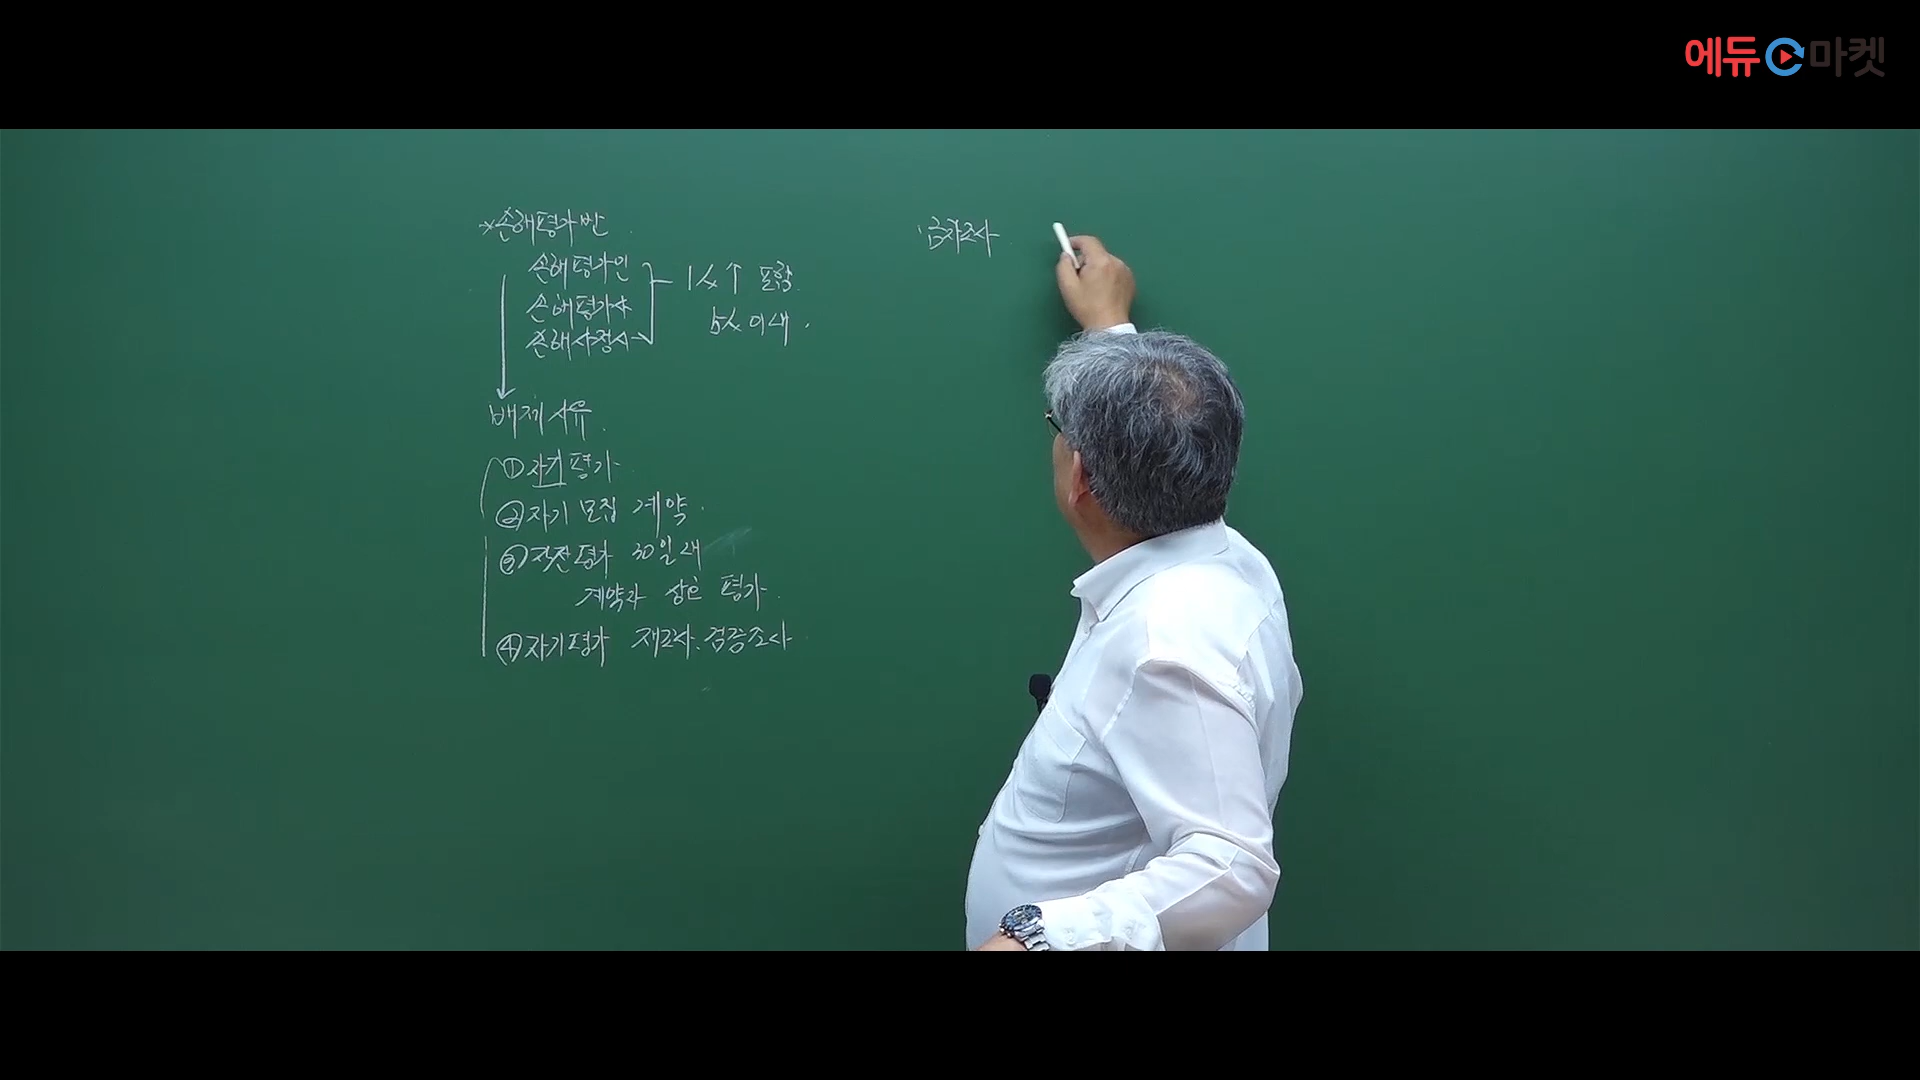 에듀마켓
*손해평가반
손해평가인
손해평가사
손해사정사
1人↑ 포함
5人 이내.
배제사유.
①자기평가
②자기 모집 계약.
③직전평가 30일내
계약자 상호 평가.
④자기평가 재조사.검증조사